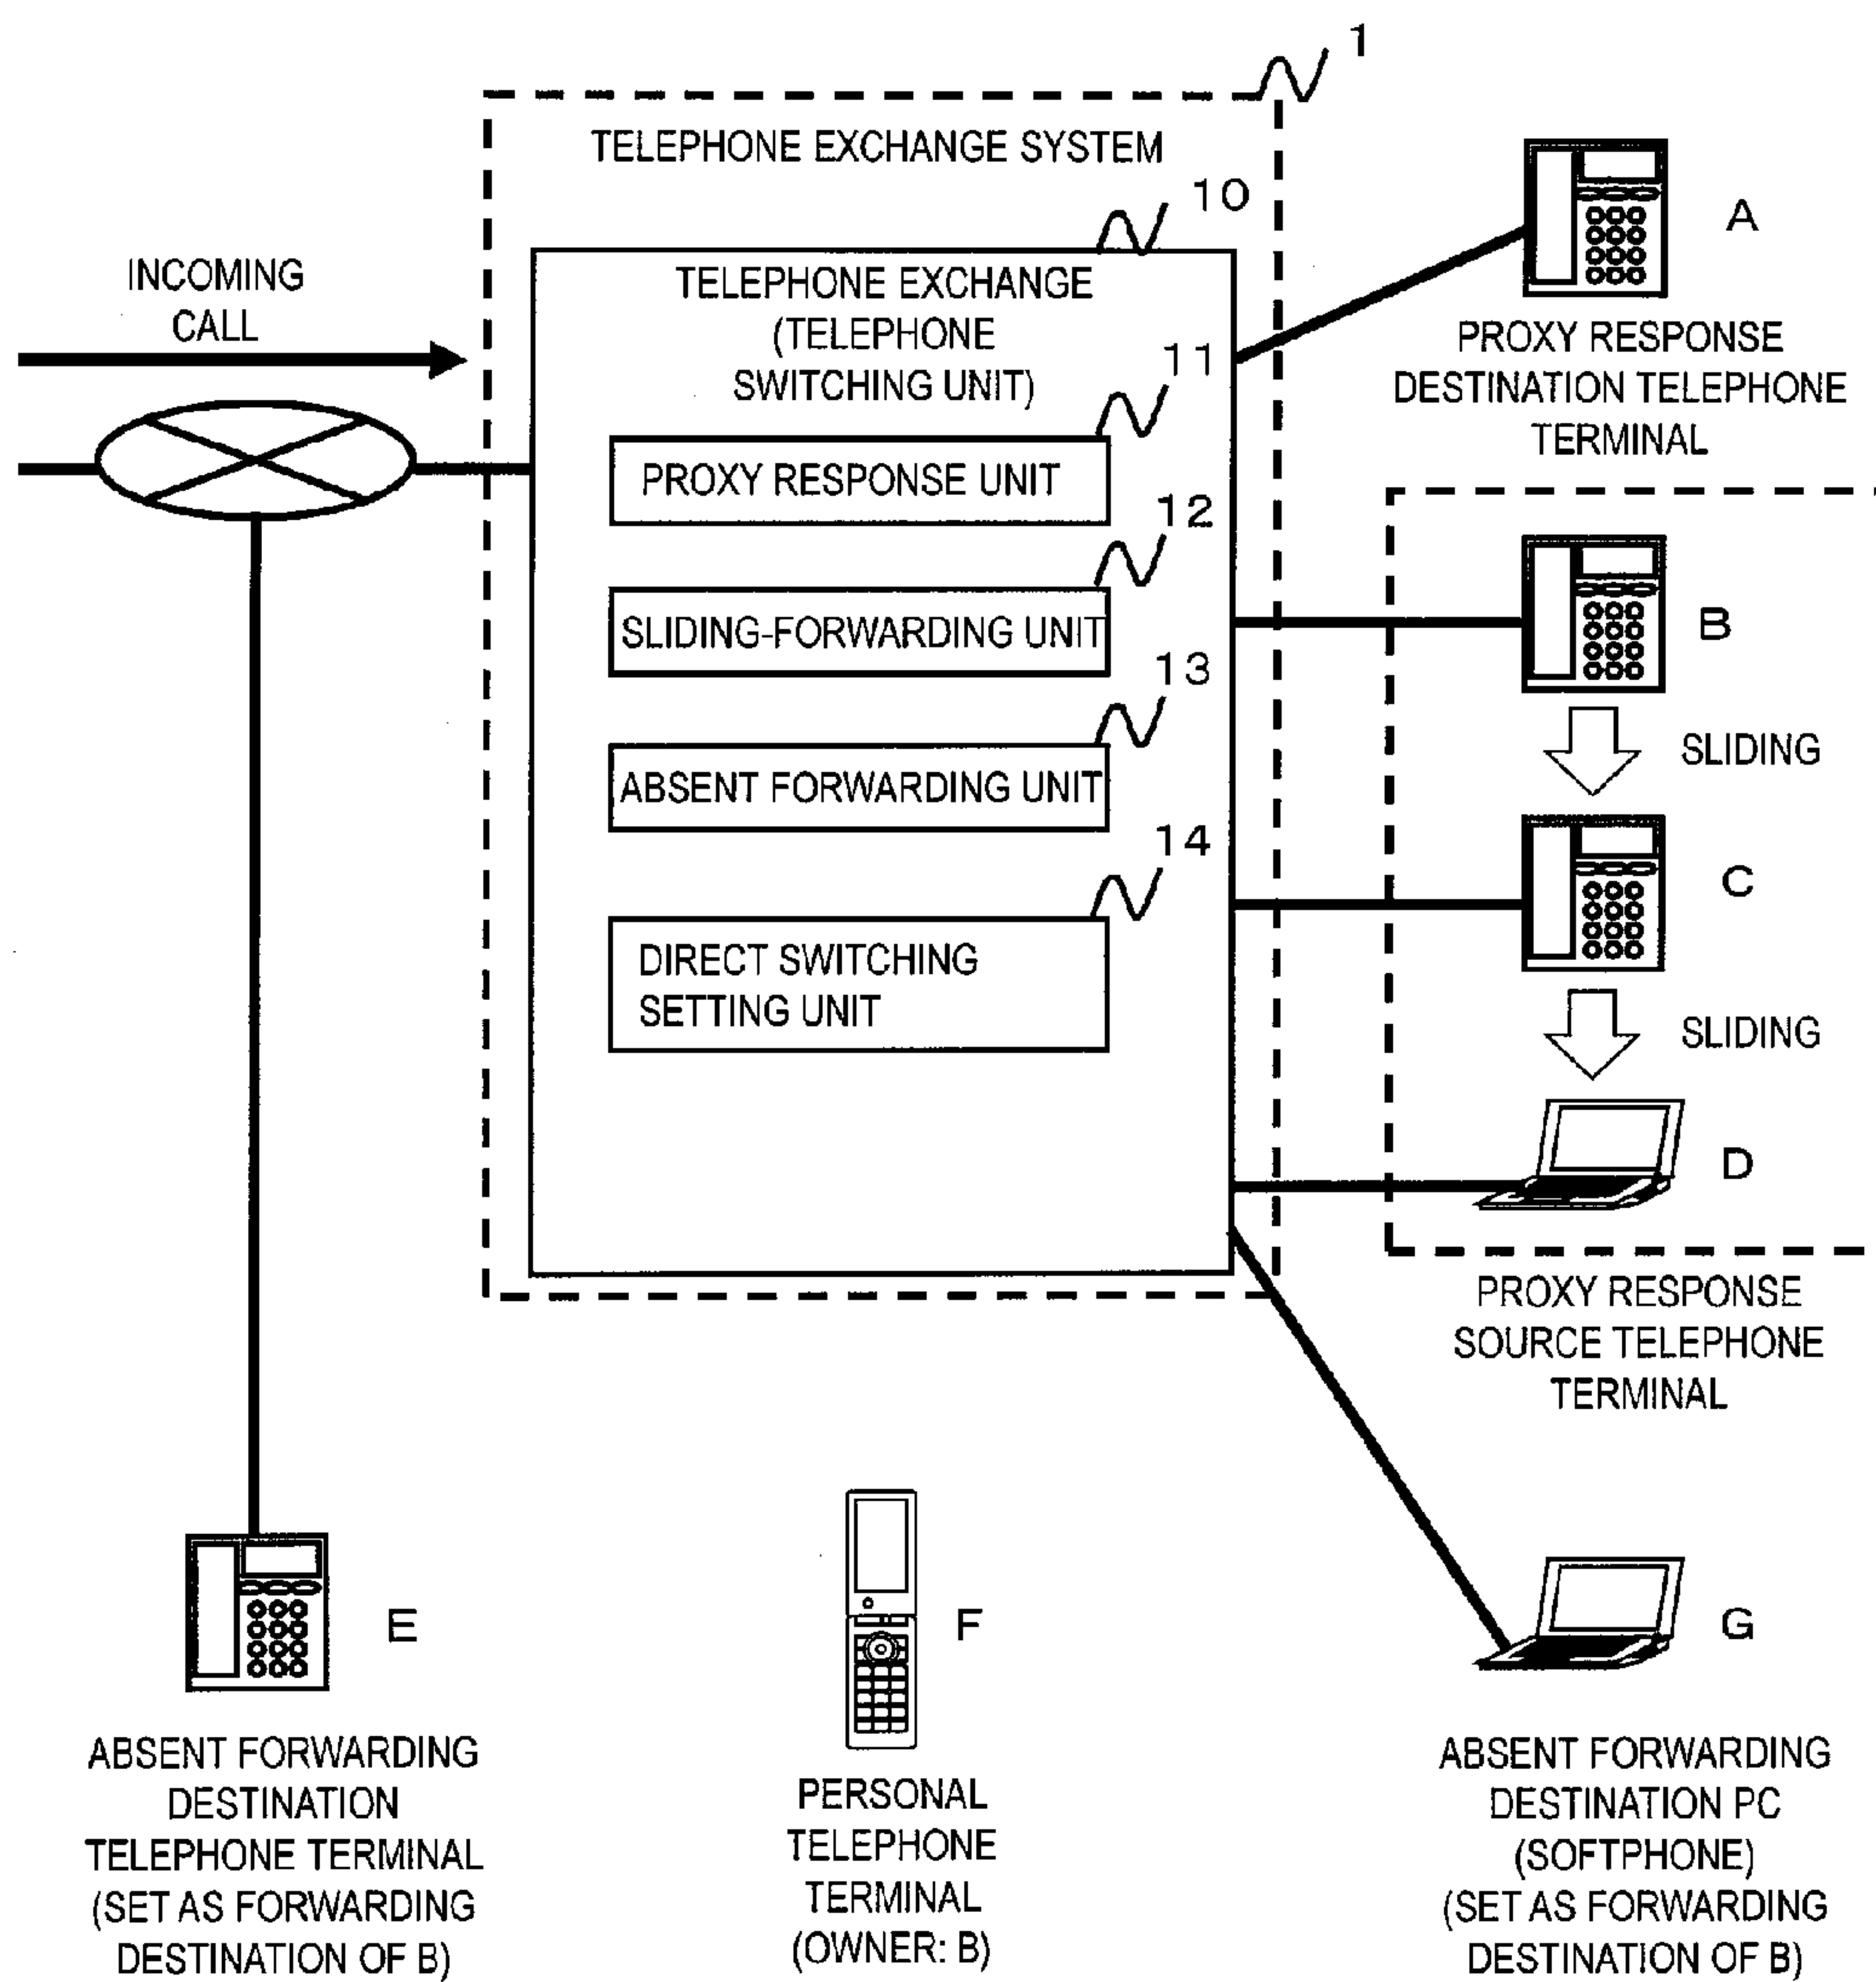 1
TELEPHONE EXCHANGE SYSTEM
10
TELEPHONE EXCHANGE
(TELEPHONE
SWITCHING UNIT)
INCOMING
CALL
A
PROXY RESPONSE
DESTINATION TELEPHONE
TERMINAL
11
PROXY RESPONSE UNIT
12
SLIDING-FORWARDING UNIT
B
13
ABSENT FORWARDING UNIT
SLIDING
14
C
DIRECT SWITCHING
SETTING UNIT
SLIDING
D
PROXY RESPONSE
SOURCE TELEPHONE
TERMINAL
E
ABSENT FORWARDING
DESTINATION
TELEPHONE TERMINAL
(SET AS FORWARDING
DESTINATION OF B)
F
PERSONAL
TELEPHONE
TERMINAL
(OWNER: B)
G
ABSENT FORWARDING
DESTINATION PC
(SOFTPHONE)
(SET AS FORWARDING
DESTINATION OF B)